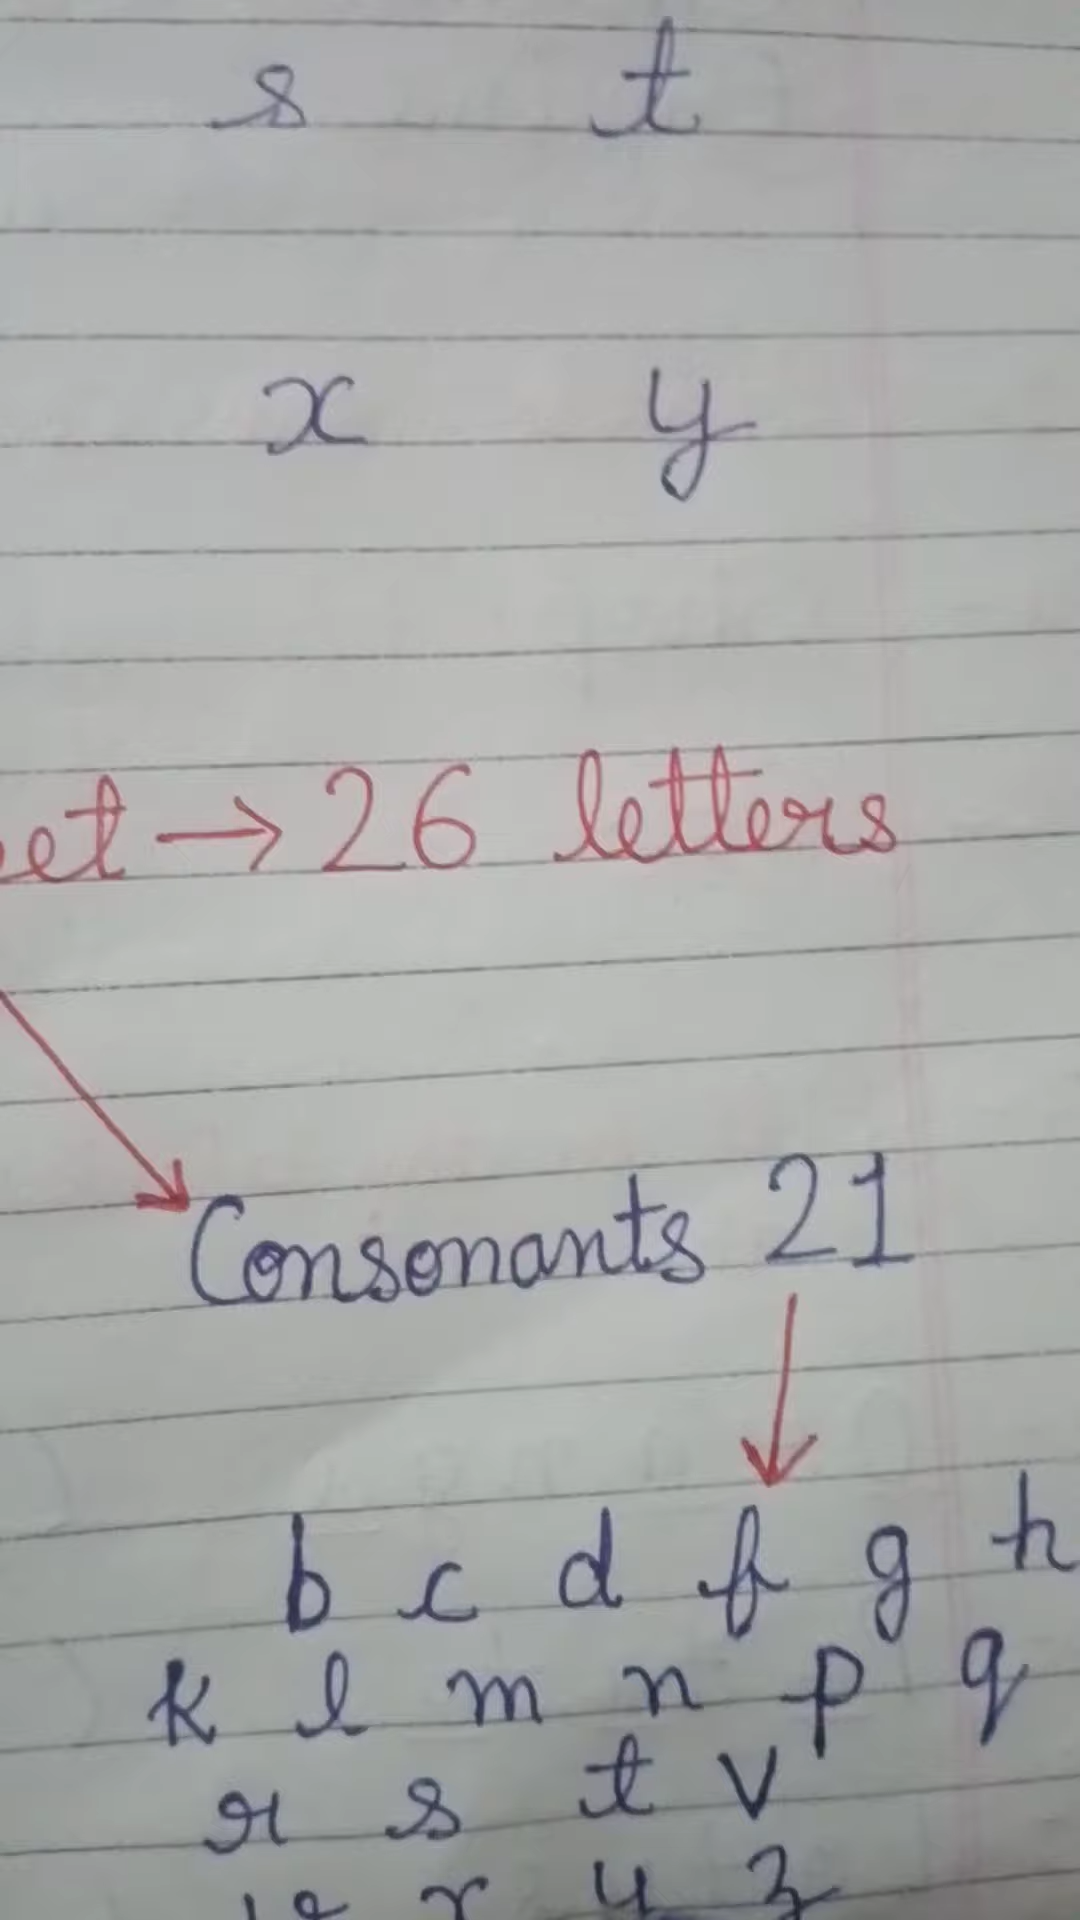 s t
x y
et → 26 letters
Consonants 21
b c d f g h
k l m n p q
r s t v
w x y z